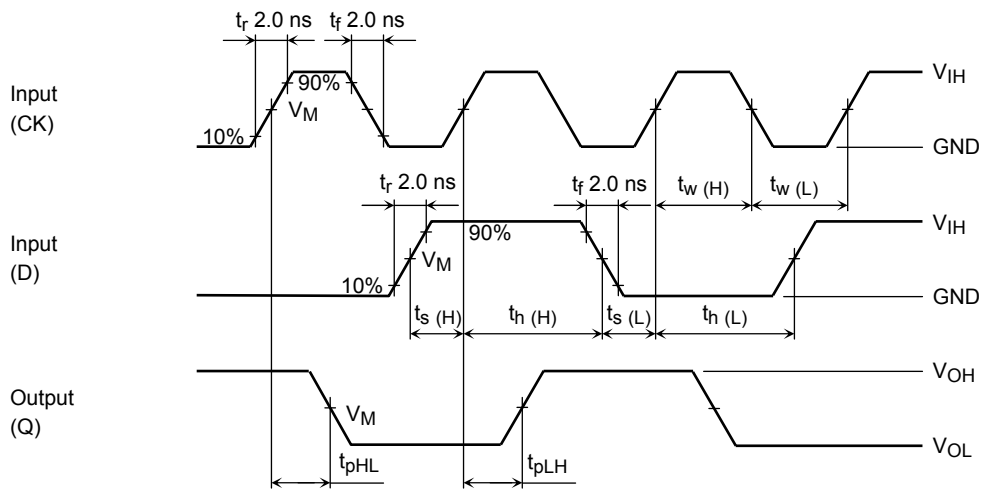 tr 2.0 ns
tf 2.0 ns
Input
(CK)
90%
VM
10%
VIH
GND
tr 2.0 ns
tf 2.0 ns
tw (H)
tw (L)
Input
(D)
90%
VM
10%
VIH
GND
ts (H)
th (H)
ts (L)
th (L)
Output
(Q)
VM
VOH
VOL
tpHL
tpLH